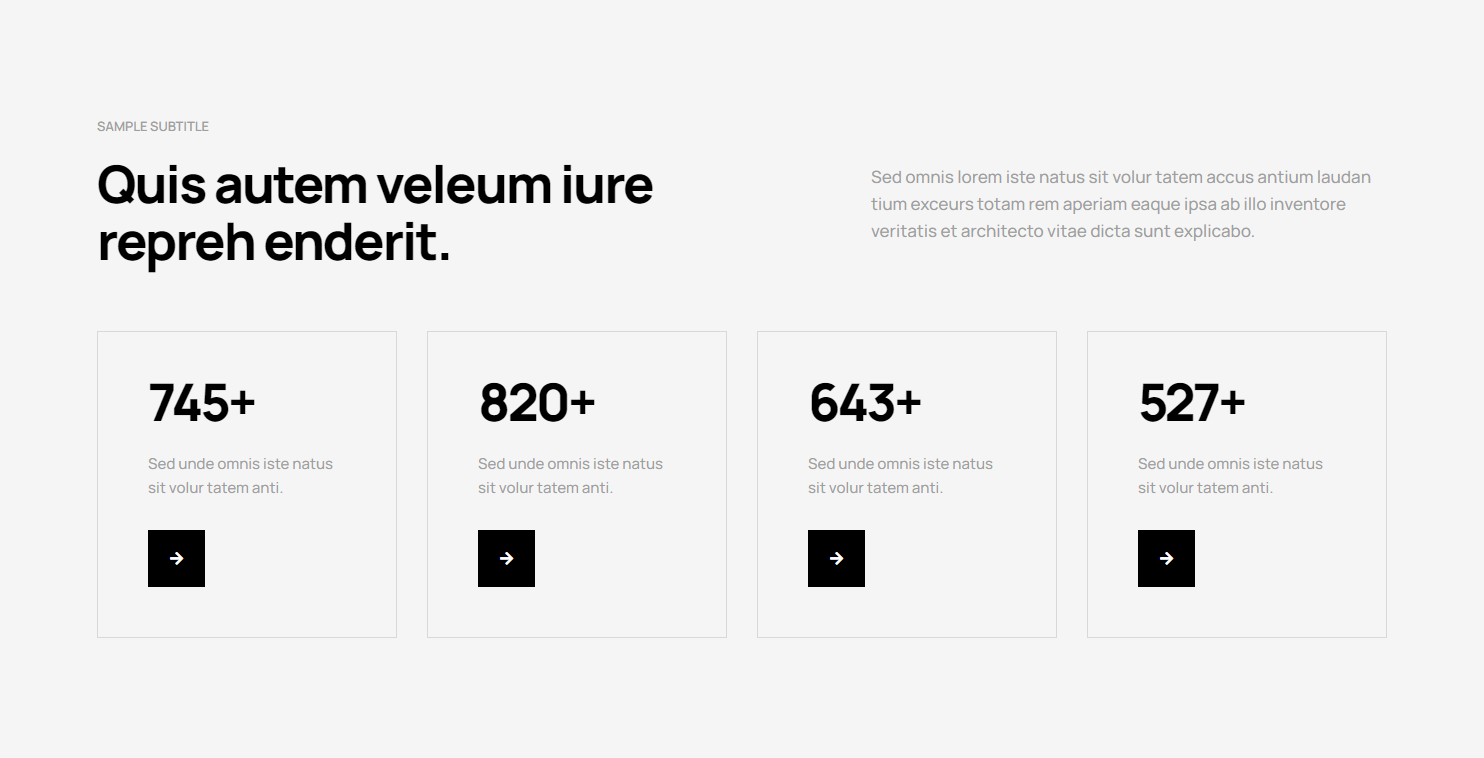 SAMPLE SUBTITLE
Quis autem veleum iure
repreh enderit.
Sed omnis lorem iste natus sit volur tatem accus antium laudan
tium exceurs totam rem aperiam eaque ipsa ab illo inventore
veritatis et architecto vitae dicta sunt explicabo.
745+
Sed unde omnis iste natus
sit volur tatem anti.
820+
Sed unde omnis iste natus
sit volur tatem anti.
643+
Sed unde omnis iste natus
sit volur tatem anti.
527+
Sed unde omnis iste natus
sit volur tatem anti.